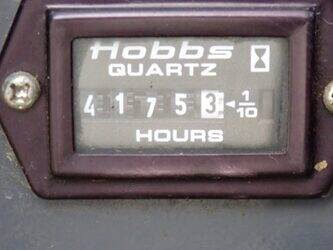 Hobbs
QUARTZ
4 1 7 5 3 ◄ 1/10
HOURS